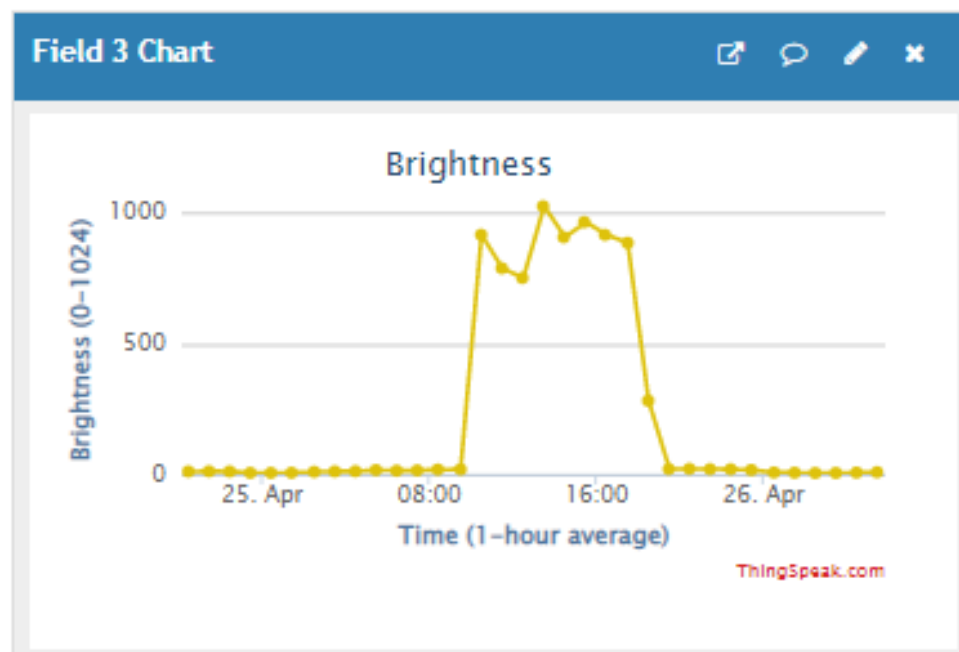 Field 3 Chart
Brightness
Brightness (0-1024)
1000
500
0
25. Apr 08:00 16:00 26. Apr
Time (1-hour average)
ThingSpeak.com